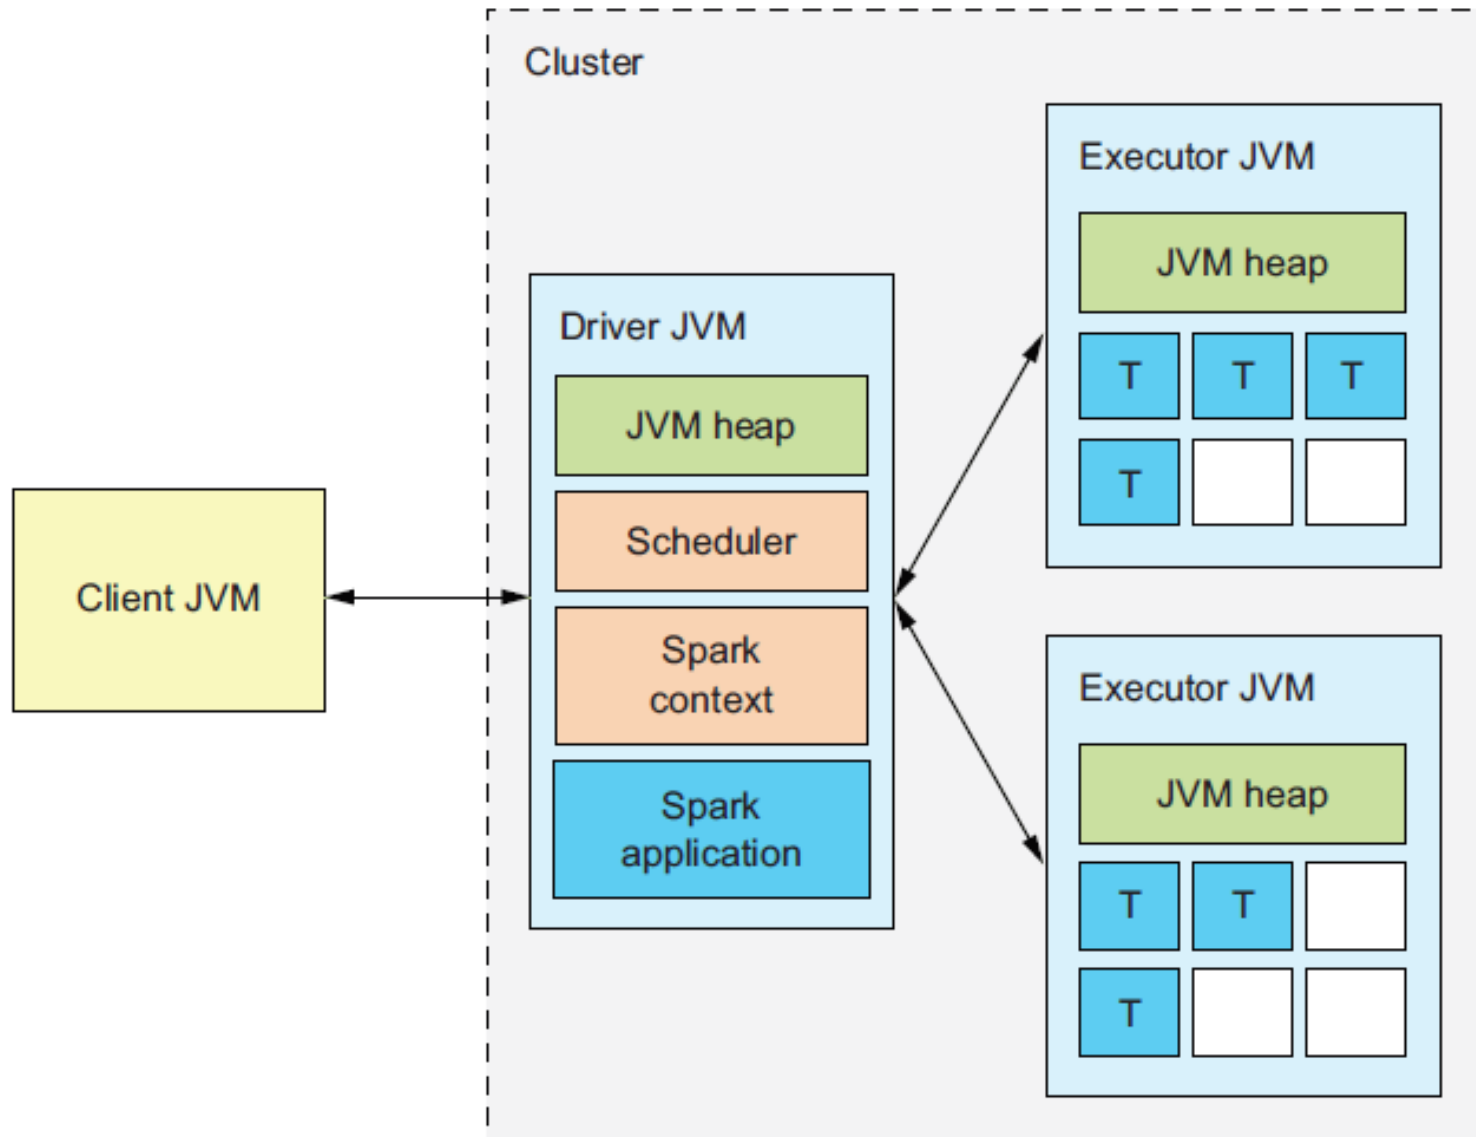 Cluster
Client JVM
Driver JVM
JVM heap
Scheduler
Spark
context
Spark
application
Executor JVM
JVM heap
T T T
T
Executor JVM
JVM heap
T T
T